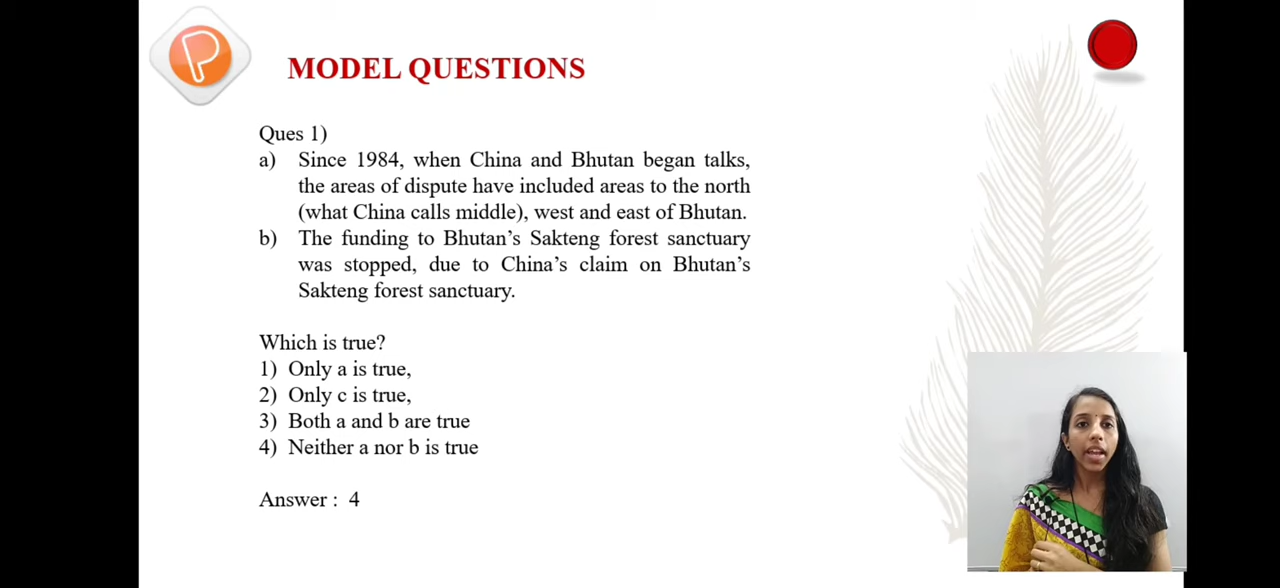 P
MODEL QUESTIONS
Ques 1)
a) Since 1984, when China and Bhutan began talks,
the areas of dispute have included areas to the north
(what China calls middle), west and east of Bhutan.
b) The funding to Bhutan’s Sakteng forest sanctuary
was stopped, due to China’s claim on Bhutan’s
Sakteng forest sanctuary.
Which is true?
1) Only a is true,
2) Only c is true,
3) Both a and b are true
4) Neither a nor b is true
Answer : 4